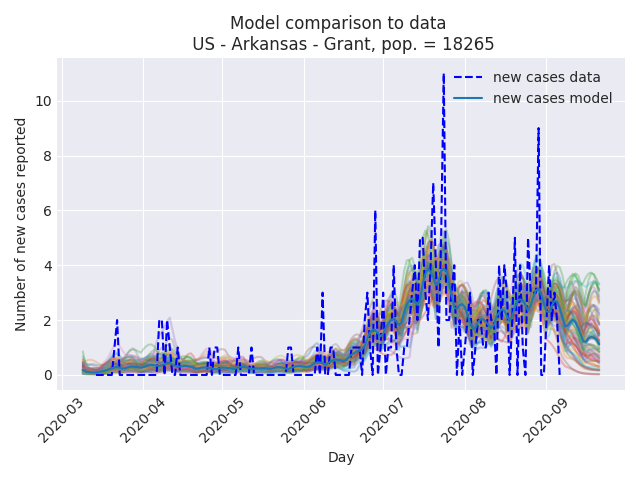 Model comparison to data
US - Arkansas - Grant, pop. = 18265
new cases data
new cases model
Number of new cases reported
10
8
6
4
2
0
2020-03
2020-04
2020-05
2020-06
2020-07
2020-08
2020-09
Day